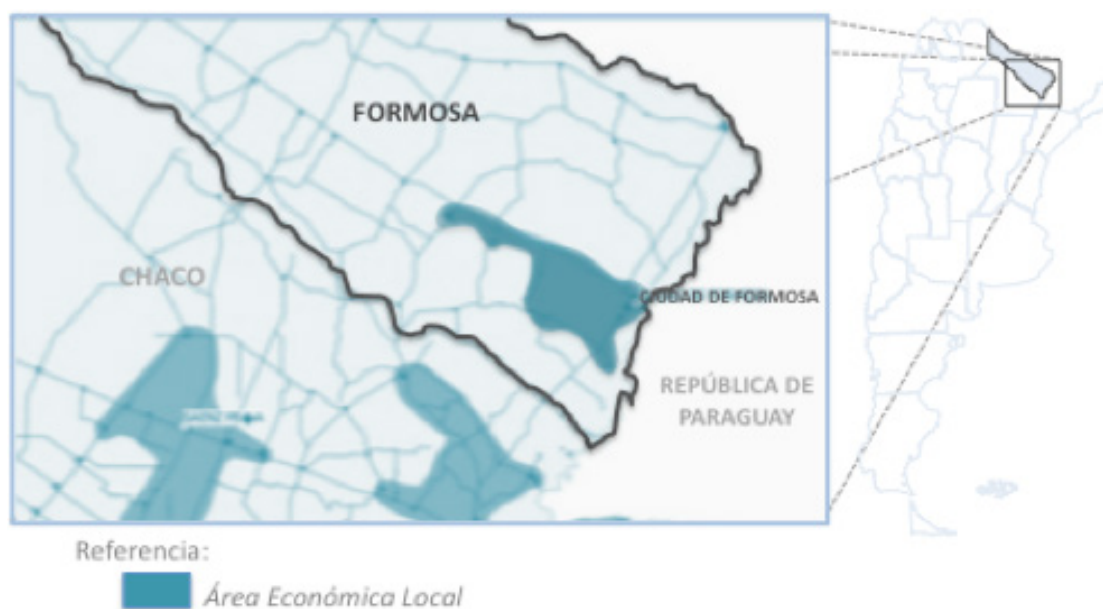 FORMOSA
CHACO
CIUDAD DE FORMOSA
REPÚBLICA DE
PARAGUAY
Referencia:
Área Económica Local